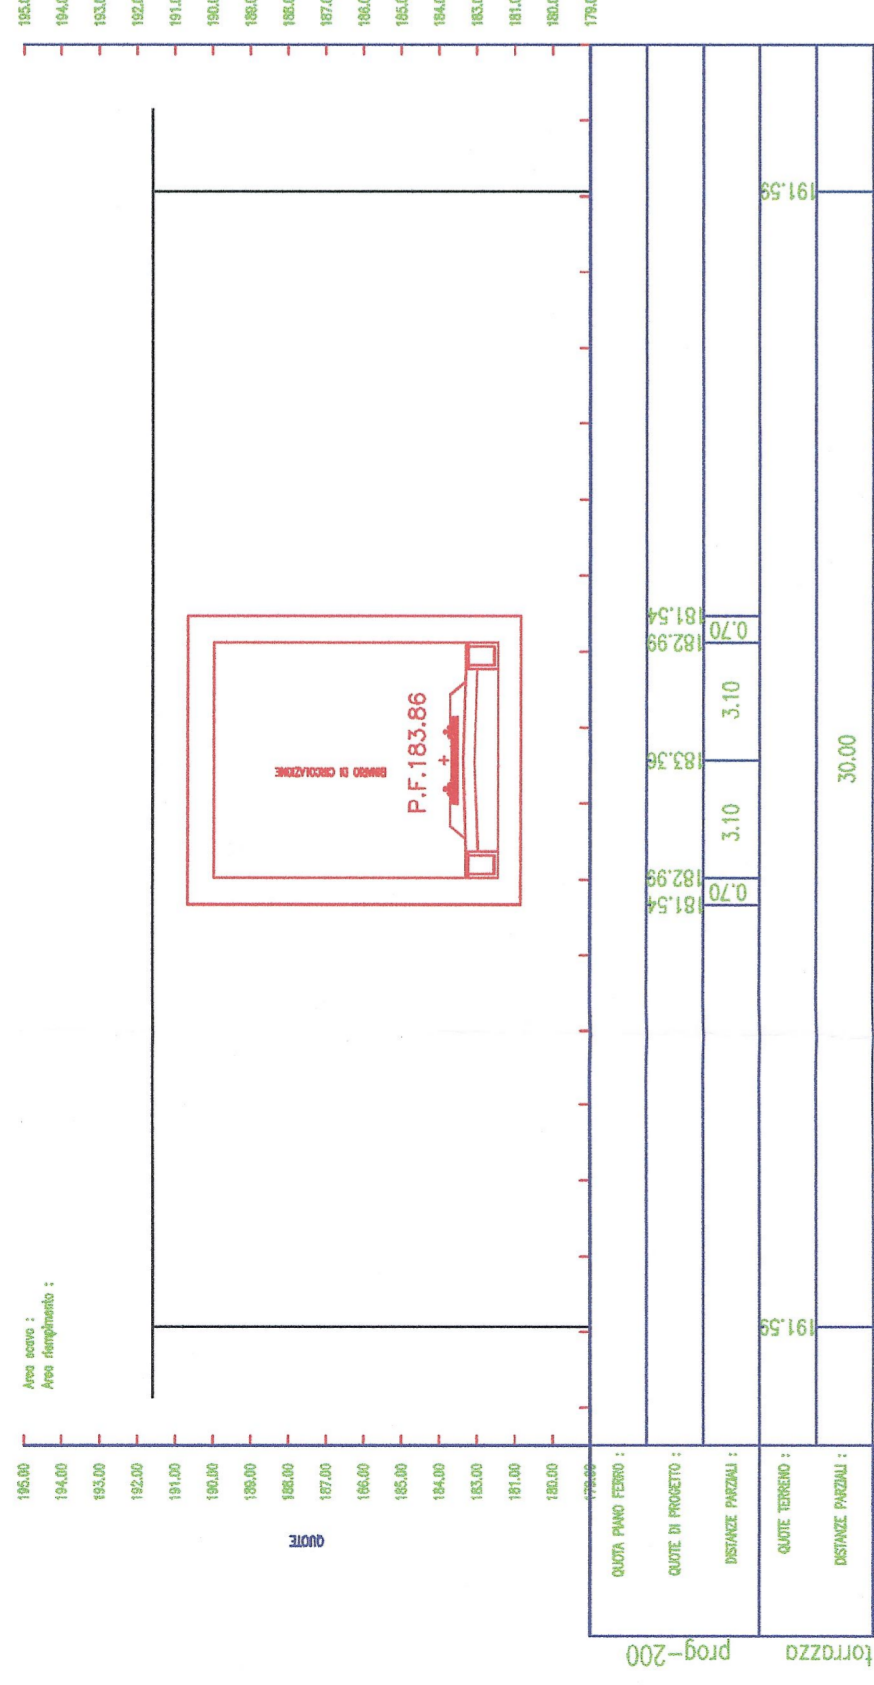 Area scavo :
Area riempimento :
195.00
194.00
193.00
192.00
191.00
190.00
189.00
188.00
187.00
186.00
185.00
184.00
183.00
181.00
180.00
179.00
QUOTE
BINARIO DI CIRCOLAZIONE
P.F.183.86
QUOTA PIANO FERRO :
QUOTE DI PROGETTO :
181.54
182.99
183.36
182.99
181.54
DISTANZE PARZIALI :
0.70
3.10
3.10
0.70
QUOTE TERRENO :
191.59
191.59
DISTANZE PARZIALI :
30.00
prog-200
torrazza